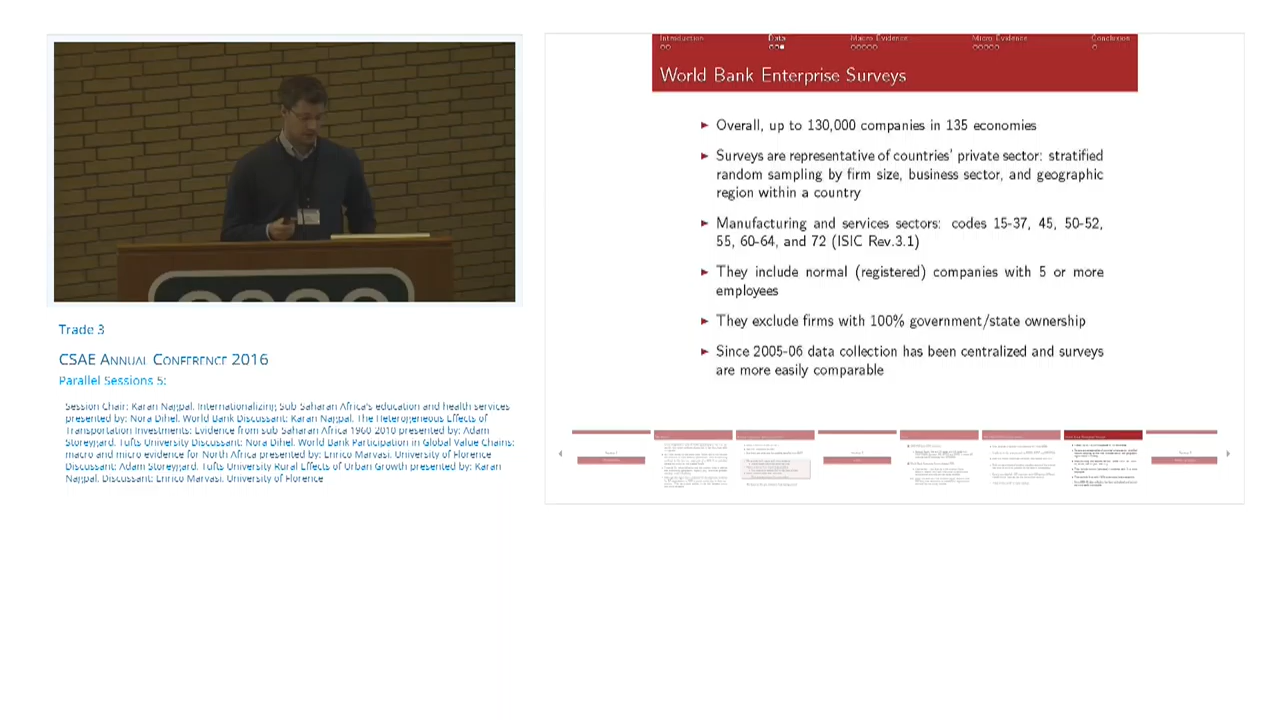 Trade 3
CSAE Annual Conference 2016
Parallel Sessions 5:
Session Chair: Karan Nagpal. Internationalizing Sub Saharan Africa's education and health services
presented by: Nora Dihel. World Bank Discussant: Karan Nagpal. The Heterogeneous Effects of
Transportation Investments: Evidence from sub Saharan Africa 1960 2010 presented by: Adam
Storeygard. Tufts University Discussant: Nora Dihel. World Bank Participation in Global Value Chains:
macro and micro evidence for North Africa presented by: Enrico Marvasi. University of Florence
Discussant: Adam Storeygard. Tufts University Rural Effects of Urban Growth presented by: Karan
Nagpal. Discussant: Enrico Marvasi. University of Florence
Introduction Data Macro Evidence Micro Evidence Conclusion
World Bank Enterprise Surveys
► Overall, up to 130,000 companies in 135 economies
► Surveys are representative of countries' private sector: stratified
random sampling by firm size, business sector, and geographic
region within a country
► Manufacturing and services sectors: codes 15-37, 45, 50-52,
55, 60-64, and 72 (ISIC Rev.3.1)
► They include normal (registered) companies with 5 or more
employees
► They exclude firms with 100% government/state ownership
► Since 2005-06 data collection has been centralized and surveys
are more easily comparable